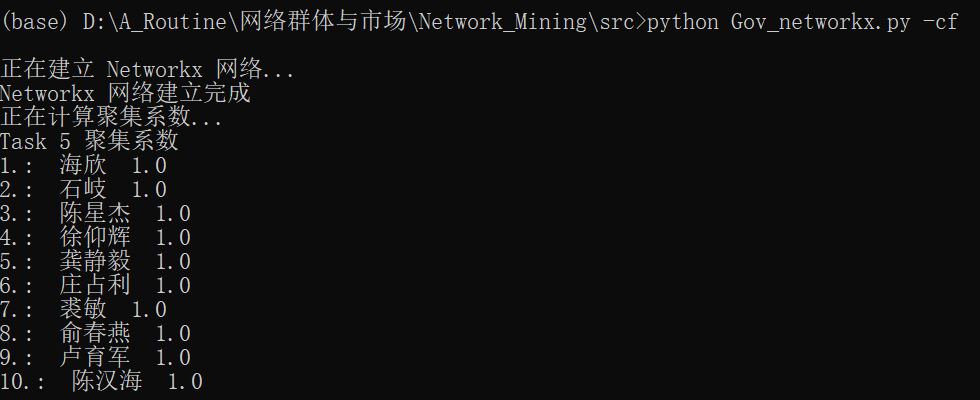 (base) D:\A_Routine\网络群体与市场\Network_Mining\src>python Gov_networkx.py -cf
正在建立 Networkx 网络...
Networkx 网络建立完成
正在计算聚集系数...
Task 5 聚集系数
1.:  海欣  1.0
2.:  石岐  1.0
3.:  陈星杰  1.0
4.:  徐仰辉  1.0
5.:  龚静毅  1.0
6.:  庄占利  1.0
7.:  裘敏  1.0
8.:  俞春燕  1.0
9.:  卢育军  1.0
10.:  陈汉海  1.0